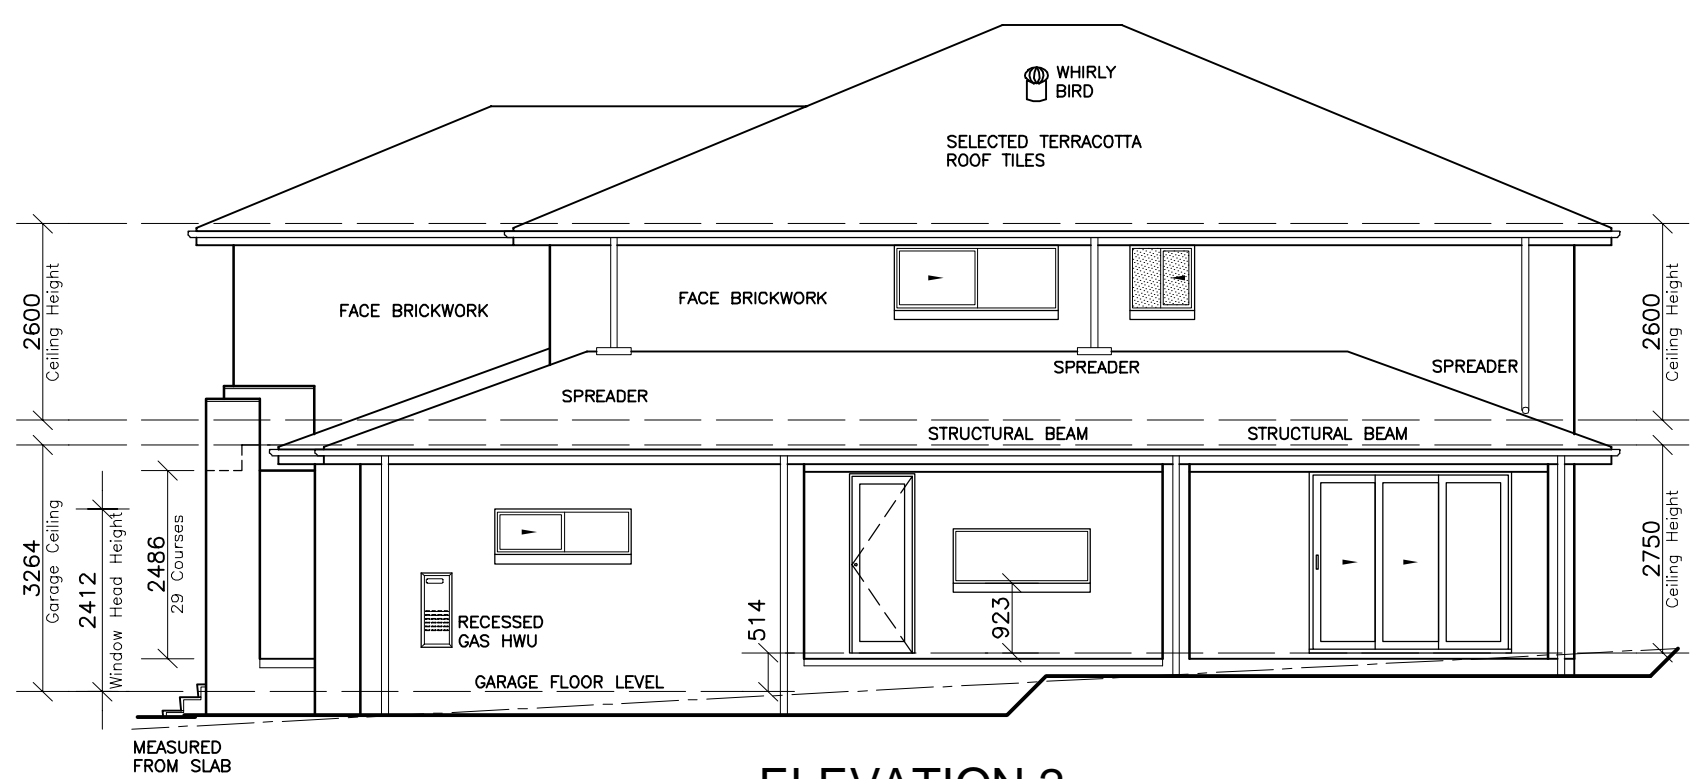 WHIRLY
BIRD
SELECTED TERRACOTTA
ROOF TILES
2600
Ceiling Height
FACE BRICKWORK
FACE BRICKWORK
2600
Ceiling Height
SPREADER
SPREADER
SPREADER
STRUCTURAL BEAM
STRUCTURAL BEAM
3264
Garage Ceiling
2412
Window Head Height
2486
29 Courses
RECESSED
GAS HWU
514
923
2750
Ceiling Height
GARAGE FLOOR LEVEL
MEASURED
FROM SLAB
ELEVATION